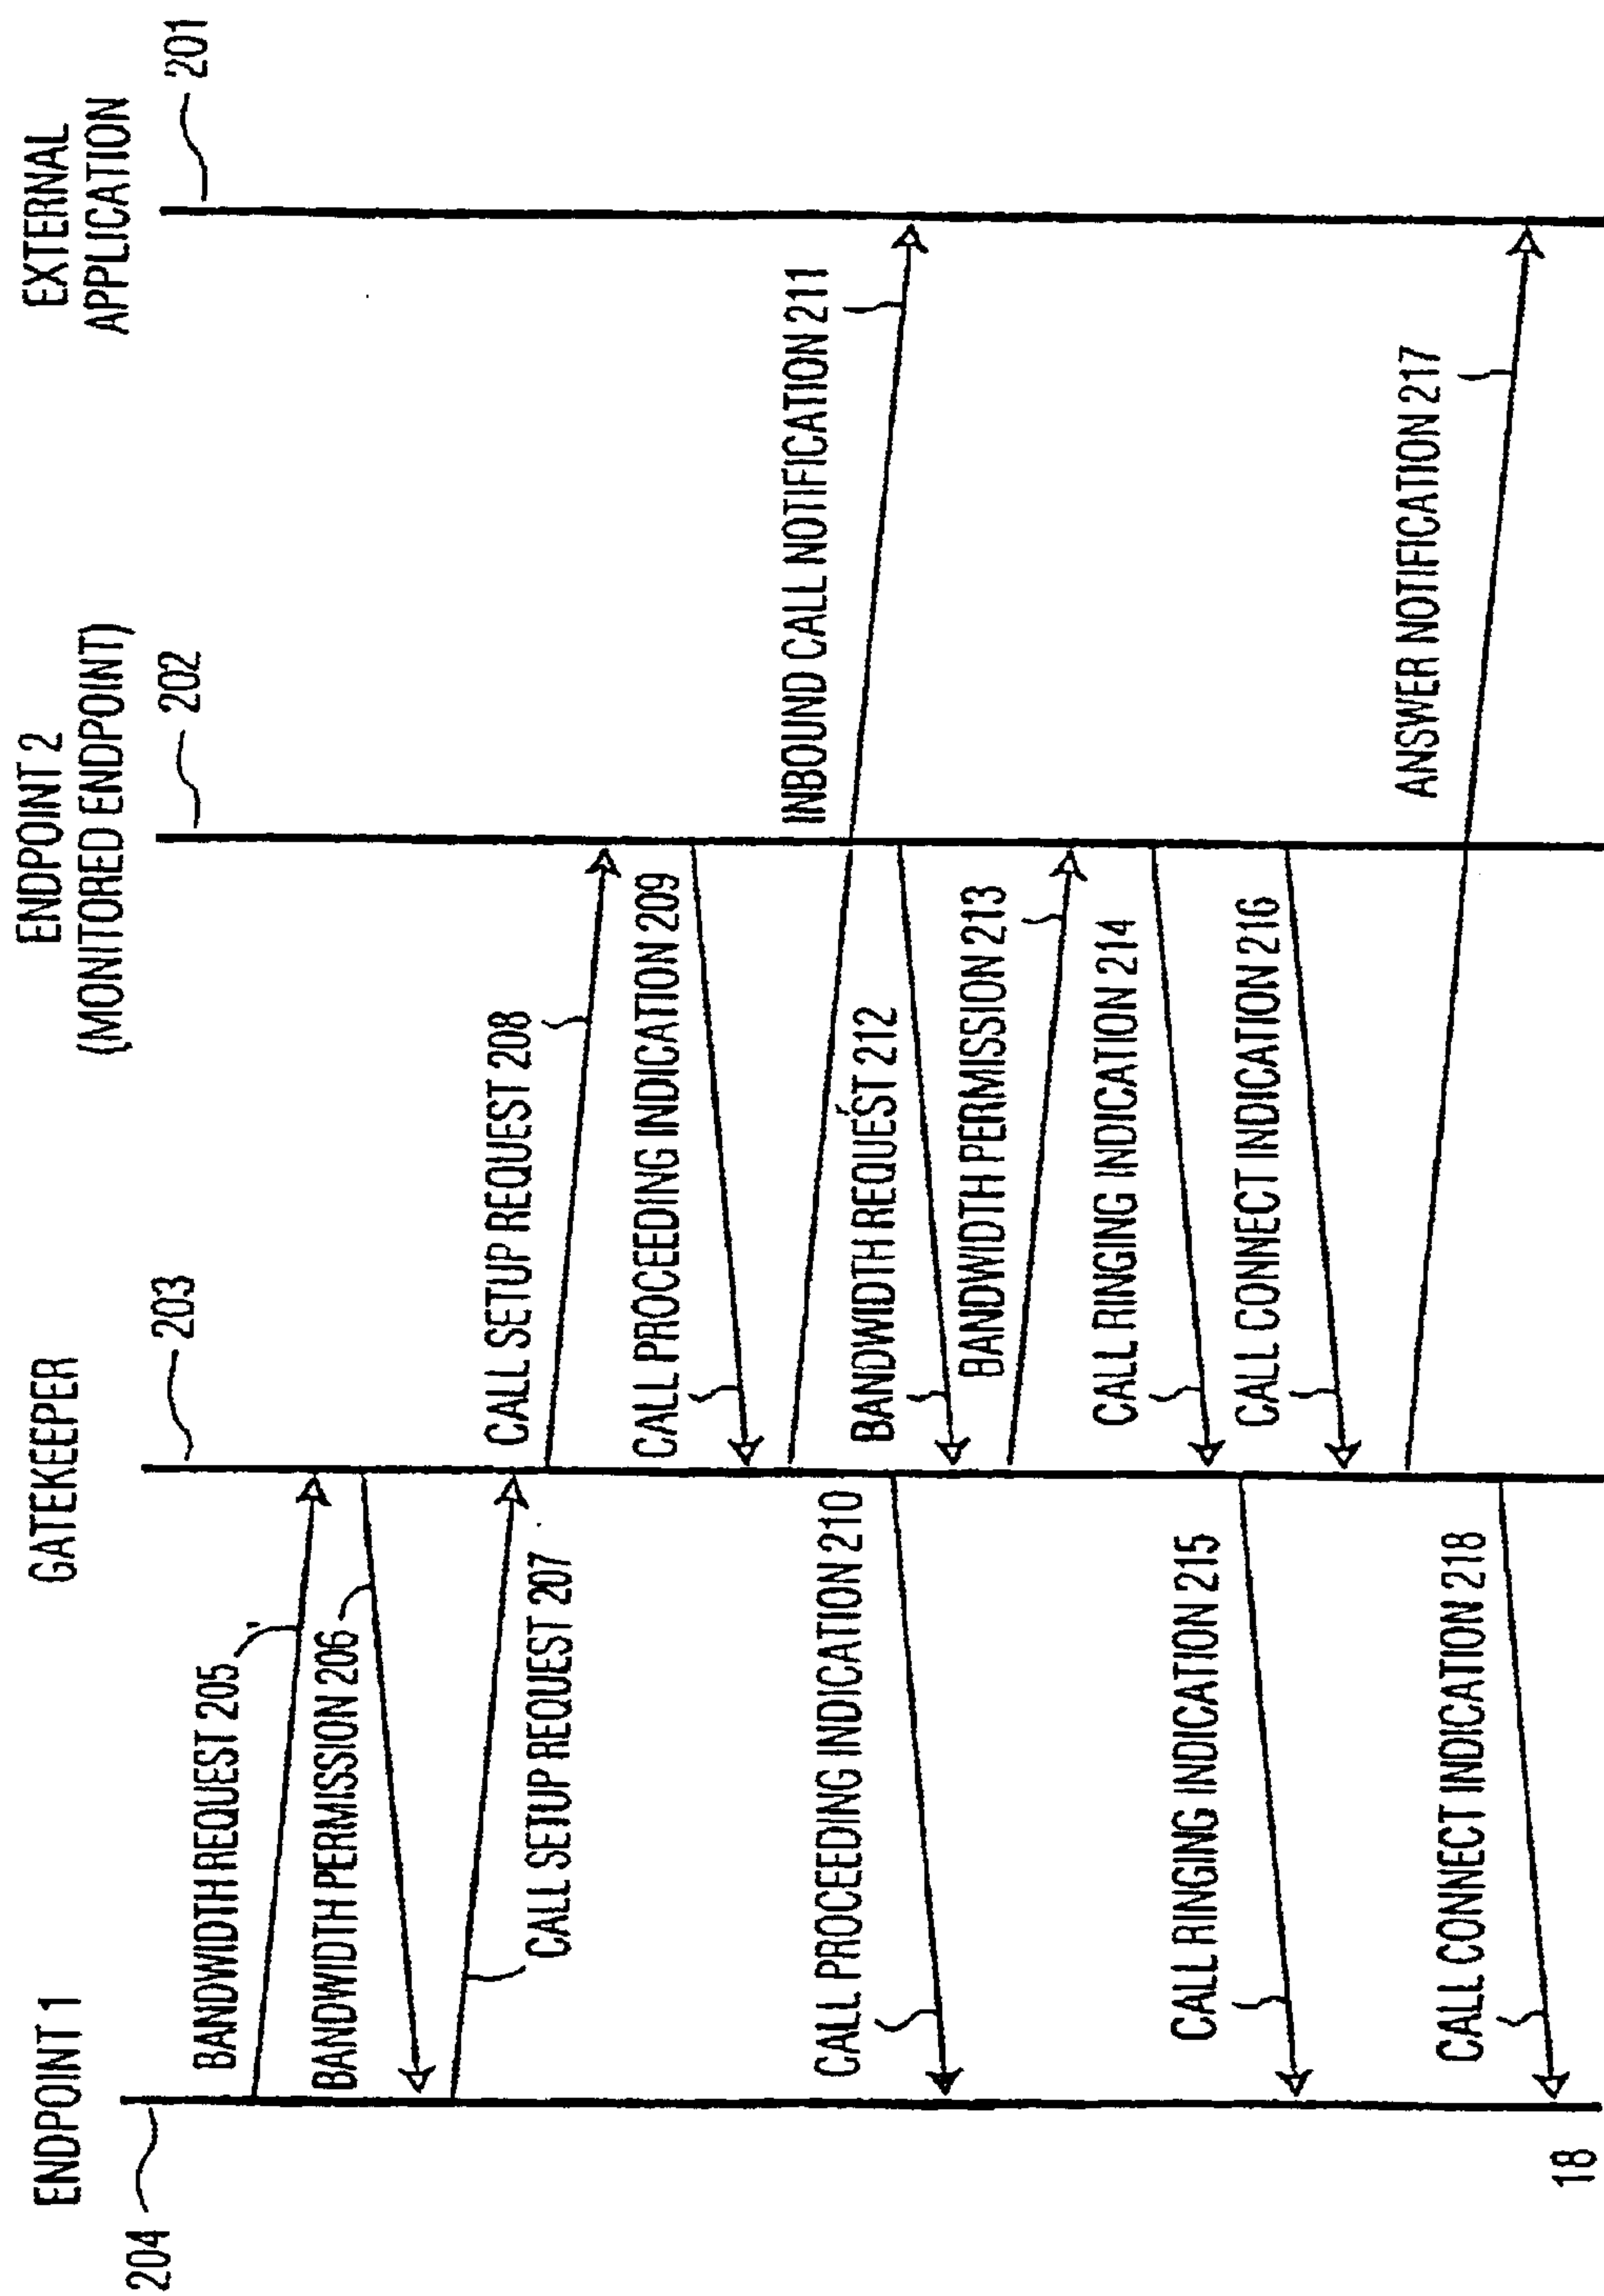 ENDPOINT 1
GATEKEEPER
ENDPOINT 2
(MONITORED ENDPOINT)
EXTERNAL
APPLICATION
204
203
202
201
BANDWIDTH REQUEST 205
BANDWIDTH PERMISSION 206
CALL SETUP REQUEST 207
CALL SETUP REQUEST 208
CALL PROCEEDING INDICATION 209
CALL PROCEEDING INDICATION 210
INBOUND CALL NOTIFICATION 211
BANDWIDTH REQUEST 212
BANDWIDTH PERMISSION 213
CALL RINGING INDICATION 214
CALL RINGING INDICATION 215
CALL CONNECT INDICATION 216
ANSWER NOTIFICATION 217
CALL CONNECT INDICATION 218
18